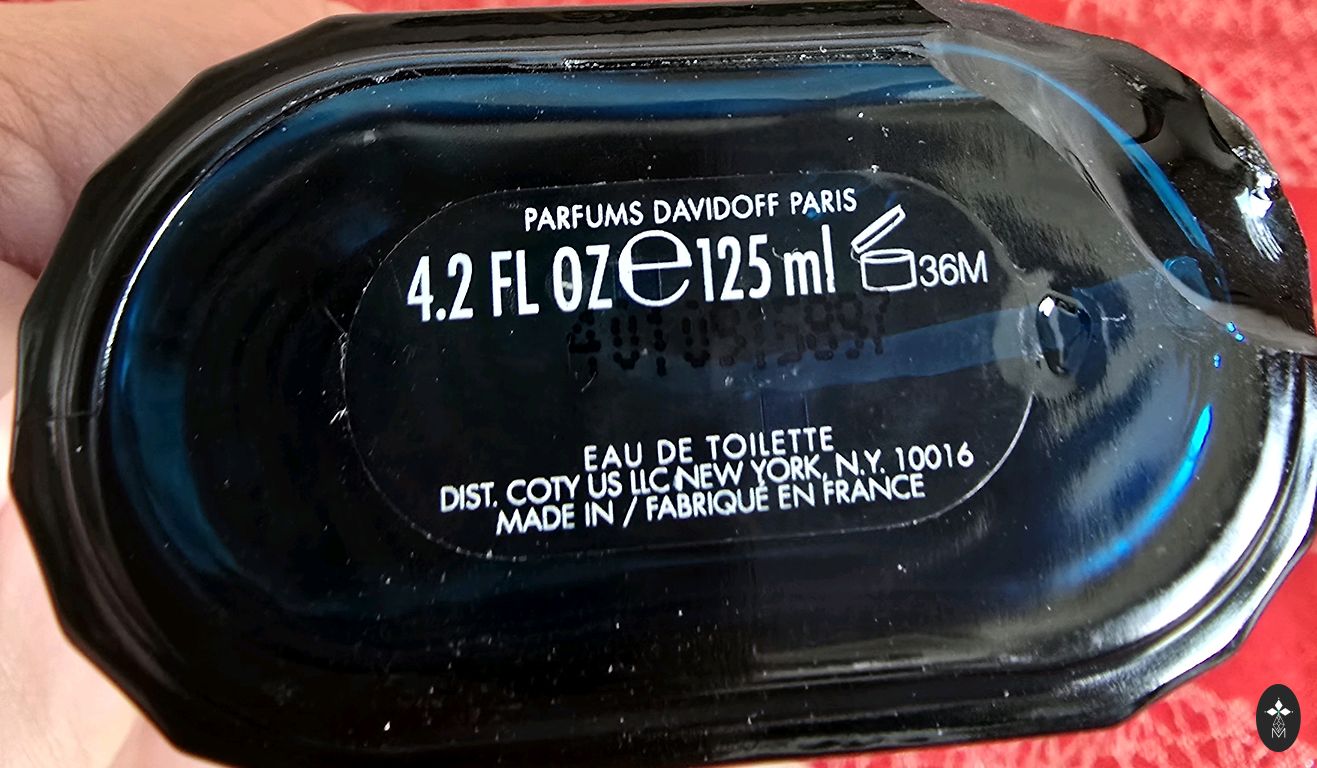 PARFUMS DAVIDOFF PARIS
4.2 FL OZ ℮ 125 ml 36M
EAU DE TOILETTE
DIST. COTY US LLC NEW YORK, N.Y. 10016
MADE IN / FABRIQUÉ EN FRANCE